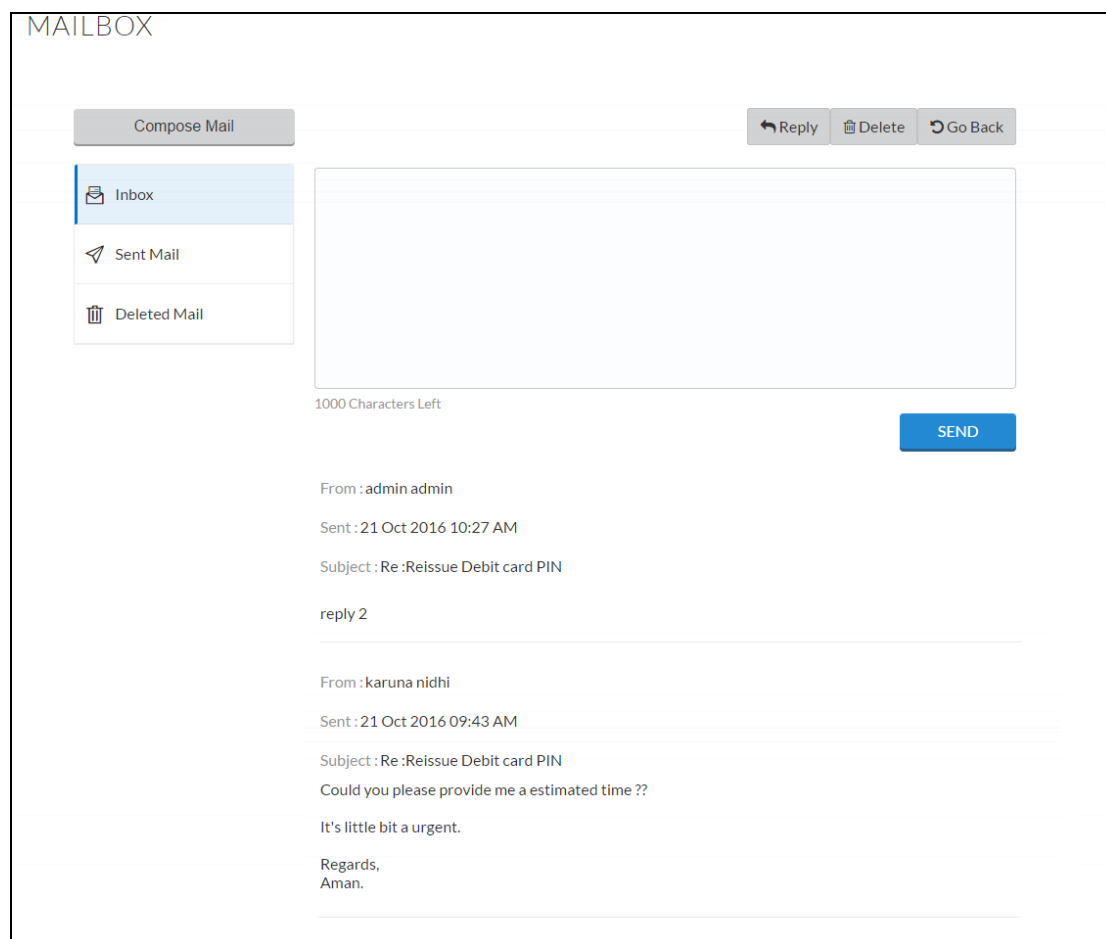 MAILBOX
Compose Mail
Reply Delete Go Back
Inbox
Sent Mail
Deleted Mail
1000 Characters Left
SEND
From : admin admin
Sent : 21 Oct 2016 10:27 AM
Subject : Re :Reissue Debit card PIN
reply 2
From : karuna nidhi
Sent : 21 Oct 2016 09:43 AM
Subject : Re :Reissue Debit card PIN
Could you please provide me a estimated time ??
It's little bit a urgent.
Regards,
Aman.